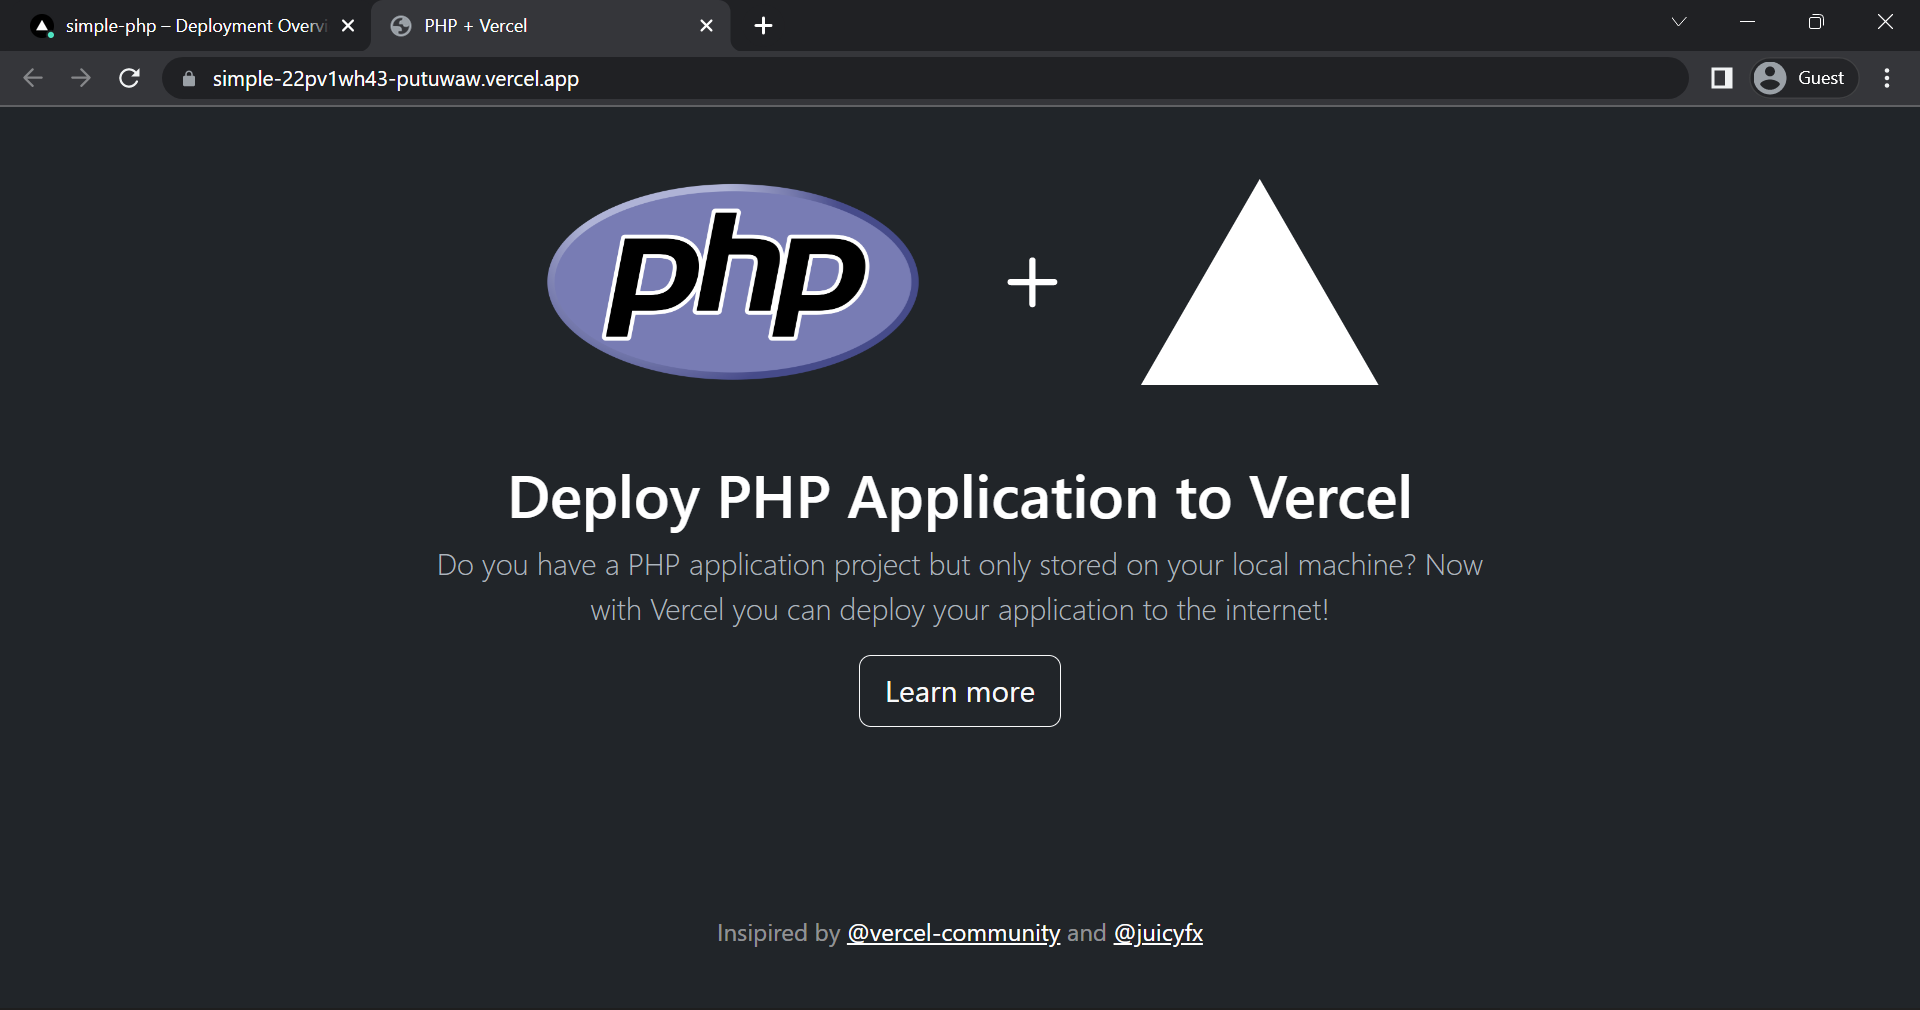 simple-php – Deployment Overvi
PHP + Vercel
simple-22pv1wh43-putuwaw.vercel.app
Guest
php
Deploy PHP Application to Vercel
Do you have a PHP application project but only stored on your local machine? Now
with Vercel you can deploy your application to the internet!
Learn more
Insipired by @vercel-community and @juicyfx